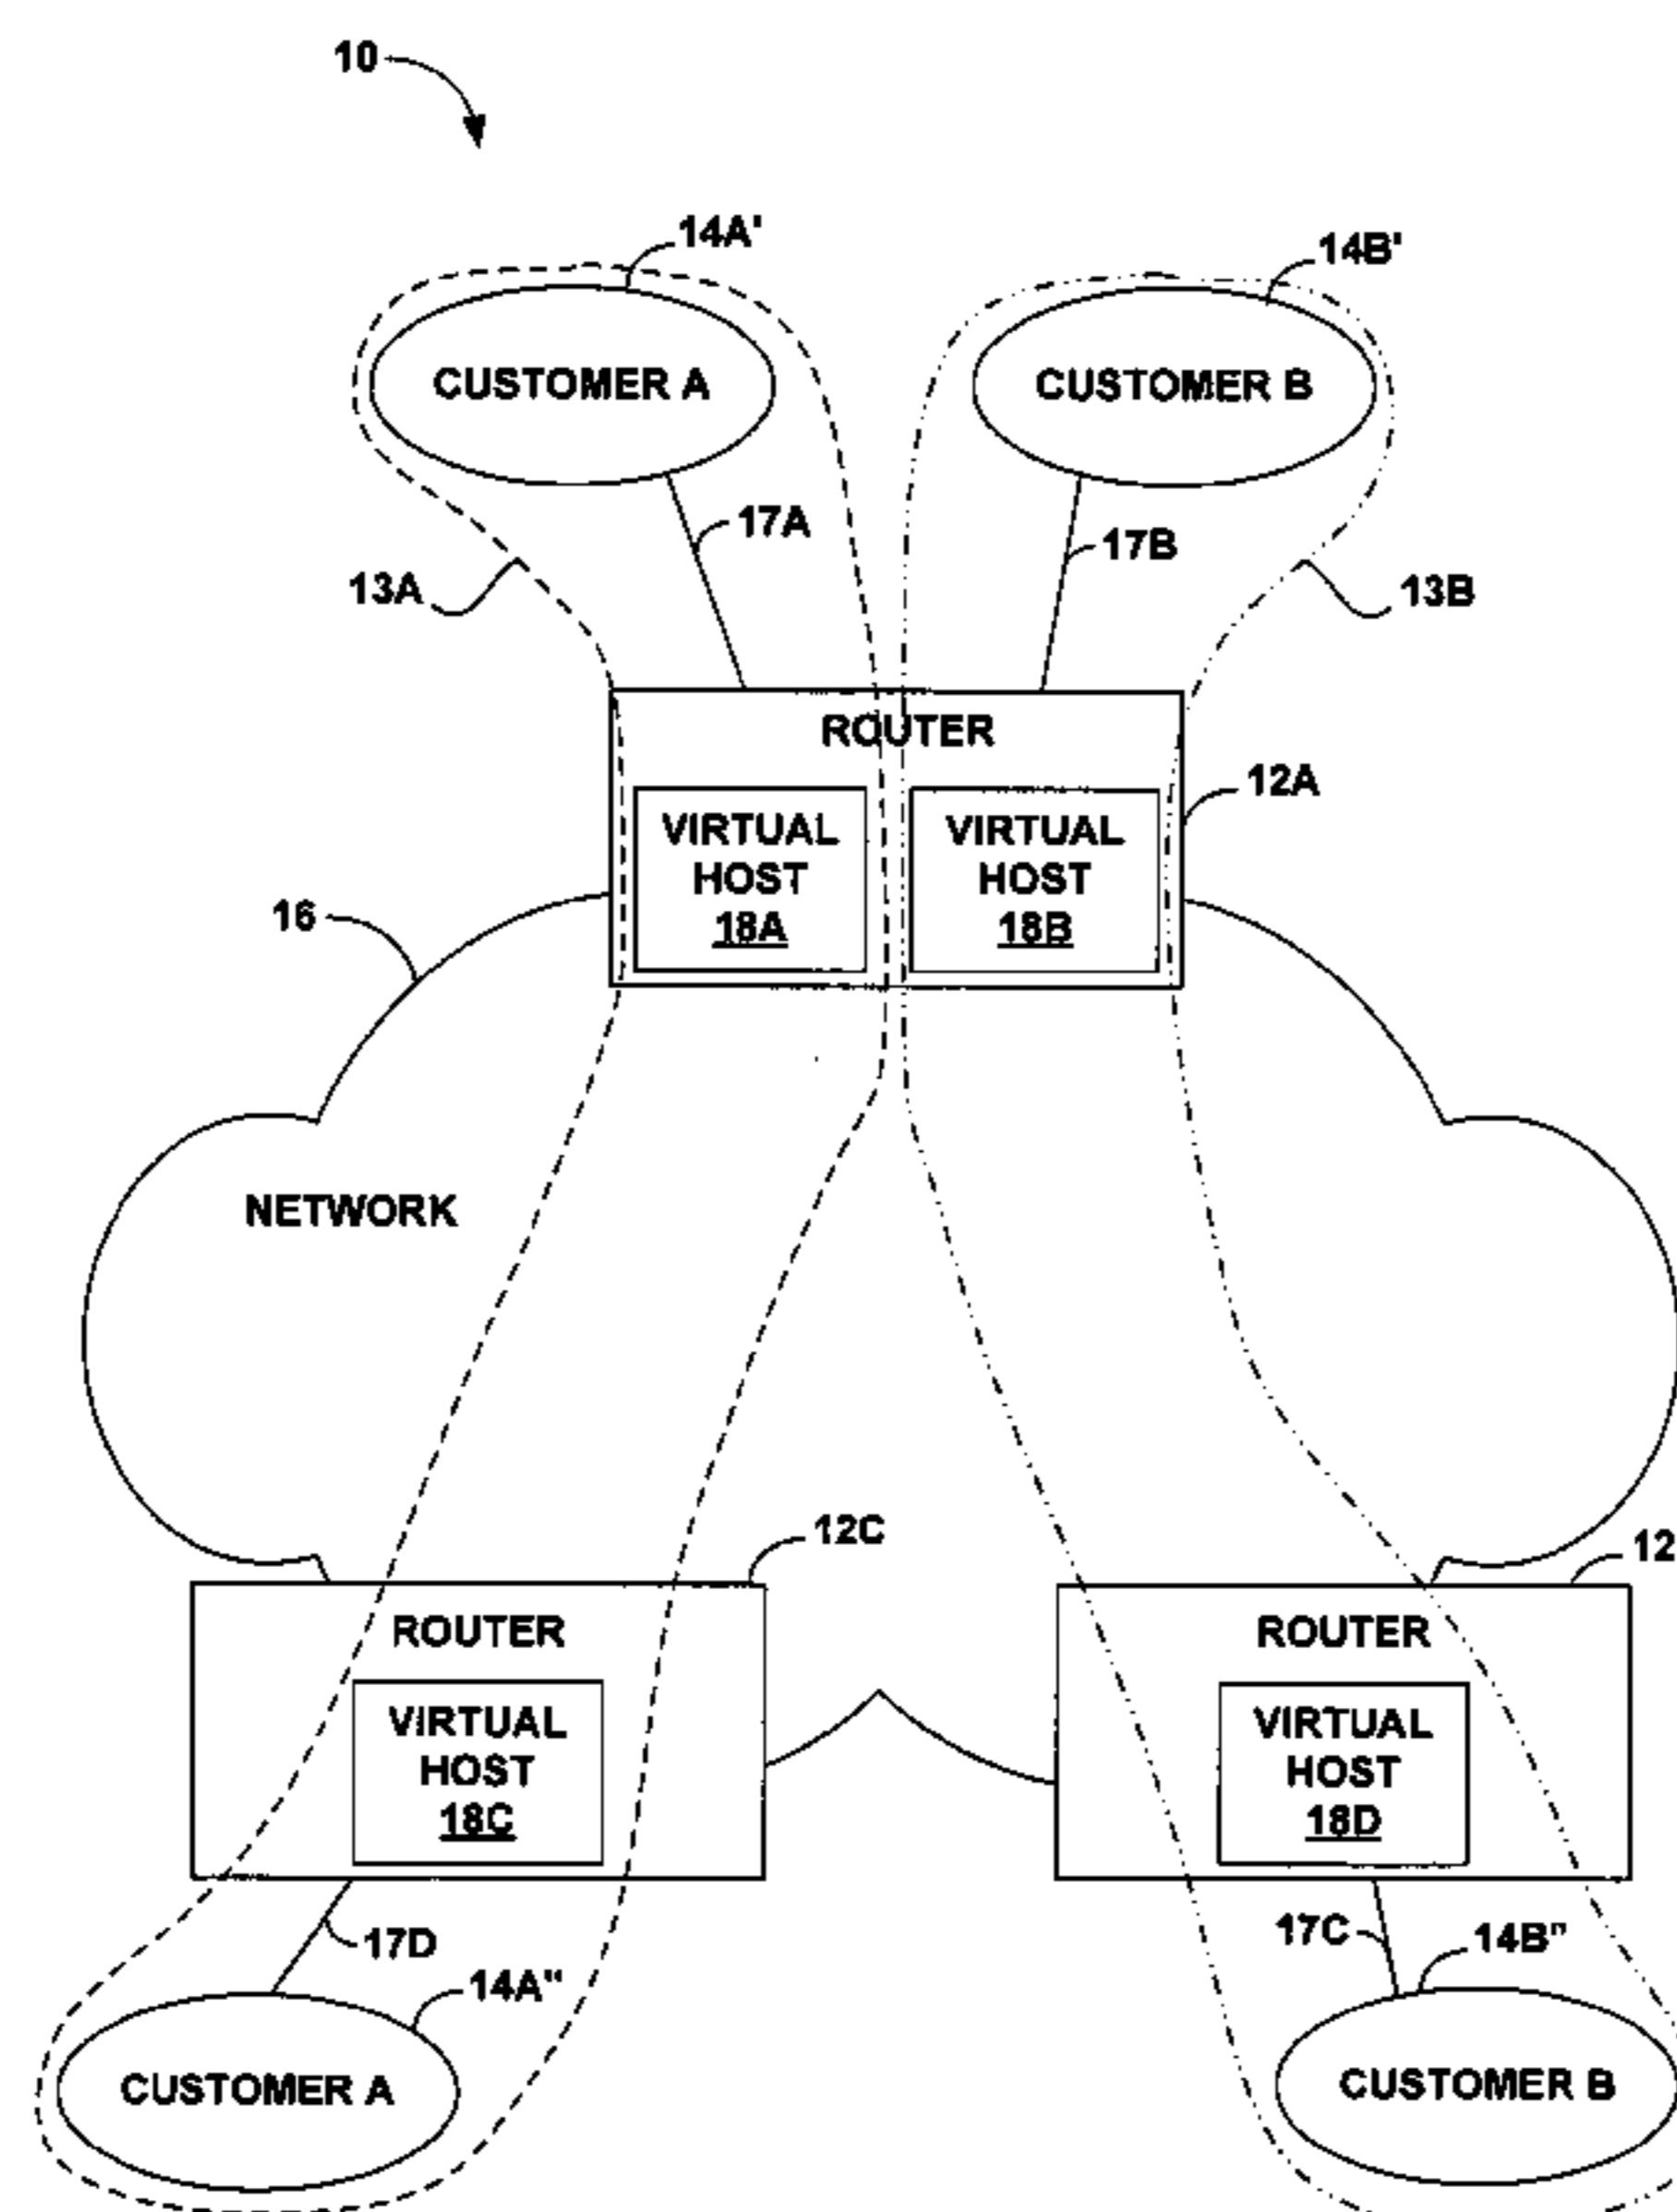 10
14A'
14B'
CUSTOMER A
CUSTOMER B
17A
17B
13A
13B
ROUTER
12A
VIRTUAL
HOST
18A
VIRTUAL
HOST
18B
16
NETWORK
12C
12
ROUTER
ROUTER
VIRTUAL
HOST
18C
VIRTUAL
HOST
18D
17D
17C
14B"
14A"
CUSTOMER A
CUSTOMER B